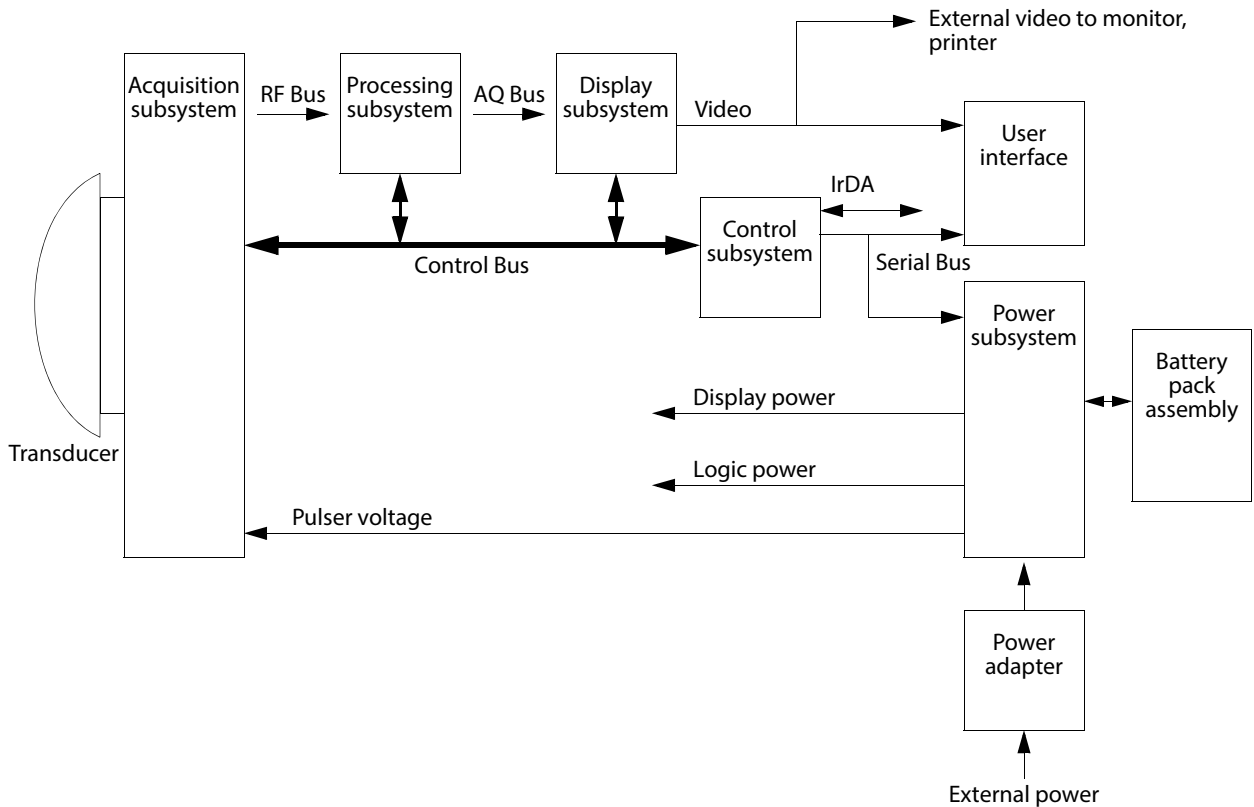 External video to monitor,
printer
Acquisition
subsystem
RF Bus
Processing
subsystem
AQ Bus
Display
subsystem
Video
User
interface
IrDA
Control
subsystem
Serial Bus
Control Bus
Power
subsystem
Battery
pack
assembly
Display power
Transducer
Logic power
Pulser voltage
Power
adapter
External power